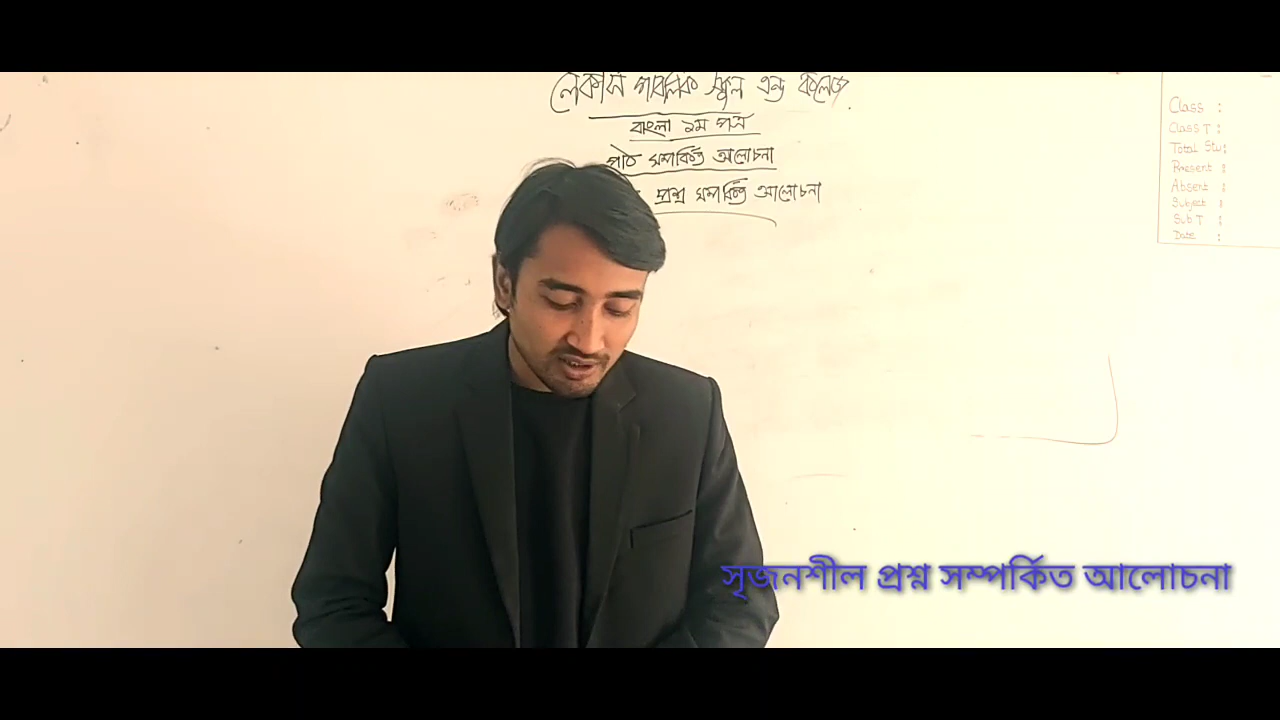 লেকাস পাবলিক স্কুল এন্ড কলেজ
বাংলা ১ম পত্র
পাঠ সম্পর্কিত আলোচনা
প্রশ্ন সম্পর্কিত আলোচনা
Class :
Class T :
Total Stu:
Present :
Absent :
Subject :
Sub T :
Date :
সৃজনশীল প্রশ্ন সম্পর্কিত আলোচনা